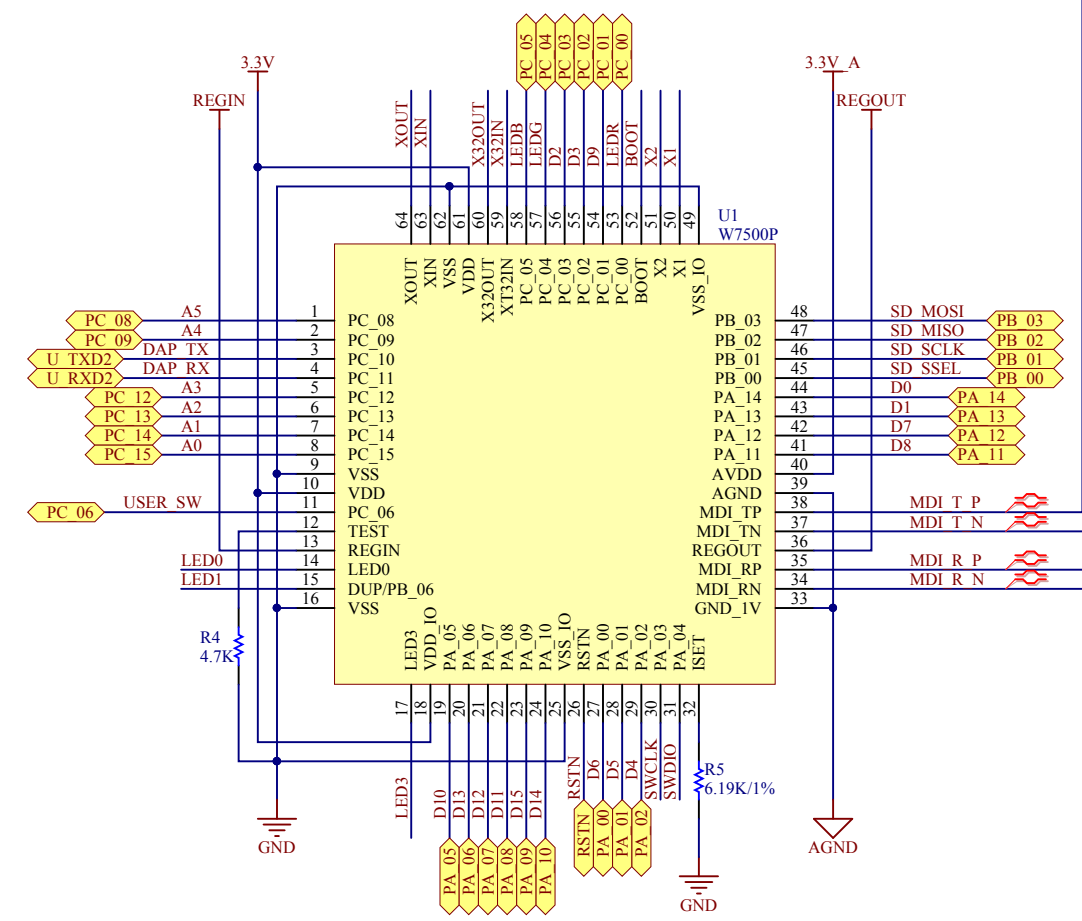 3.3V
REGIN
XOUT
XIN
X32OUT
X32IN
LEDB
LEDG
D2
D3
D9
LEDR
BOOT
X2
X1
PC_05
PC_04
PC_03
PC_02
PC_01
PC_00
3.3V_A
REGOUT
64
63
62
61
60
59
58
57
56
55
54
53
52
51
50
49
U1
W7500P
XOUT
XIN
VSS
VDD
X32OUT
XT32IN
PC_05
PC_04
PC_03
PC_02
PC_01
PC_00
BOOT
X2
X1
VSS_IO
PC_08 A5 1 PC_08
PC_09 A4 2 PC_09
U_TXD2 DAP_TX 3 PC_10
U_RXD2 DAP_RX 4 PC_11
PC_12 A3 5 PC_12
PC_13 A2 6 PC_13
PC_14 A1 7 PC_14
PC_15 A0 8 PC_15
9 VSS
10 VDD
PC_06 USER_SW 11 PC_06
12 TEST
13 REGIN
LED0 14 LED0
LED1 15 DUP/PB_06
16 VSS
PB_03 48 SD_MOSI PB_03
PB_02 47 SD_MISO PB_02
PB_01 46 SD_SCLK PB_01
PB_00 45 SD_SSEL PB_00
PA_14 44 D0 PA_14
PA_13 43 D1 PA_13
PA_12 42 D7 PA_12
PA_11 41 D8 PA_11
AVDD 40
AGND 39
MDI_TP 38 MDI_T_P
MDI_TN 37 MDI_T_N
REGOUT 36
MDI_RP 35 MDI_R_P
MDI_RN 34 MDI_R_N
GND_1V 33
R4
4.7K
LED3
VDD_IO
PA_05
PA_06
PA_07
PA_08
PA_09
PA_10
VSS_IO
RSTN
PA_00
PA_01
PA_02
PA_03
PA_04
ISET
17
18
19
20
21
22
23
24
25
26
27
28
29
30
31
32
LED3
D10
D13
D12
D11
D15
D14
RSTN
D6
D5
D4
SWCLK
SWDIO
R5
6.19K/1%
PA_05
PA_06
PA_07
PA_08
PA_09
PA_10
RSTN
PA_00
PA_01
PA_02
GND
GND
AGND